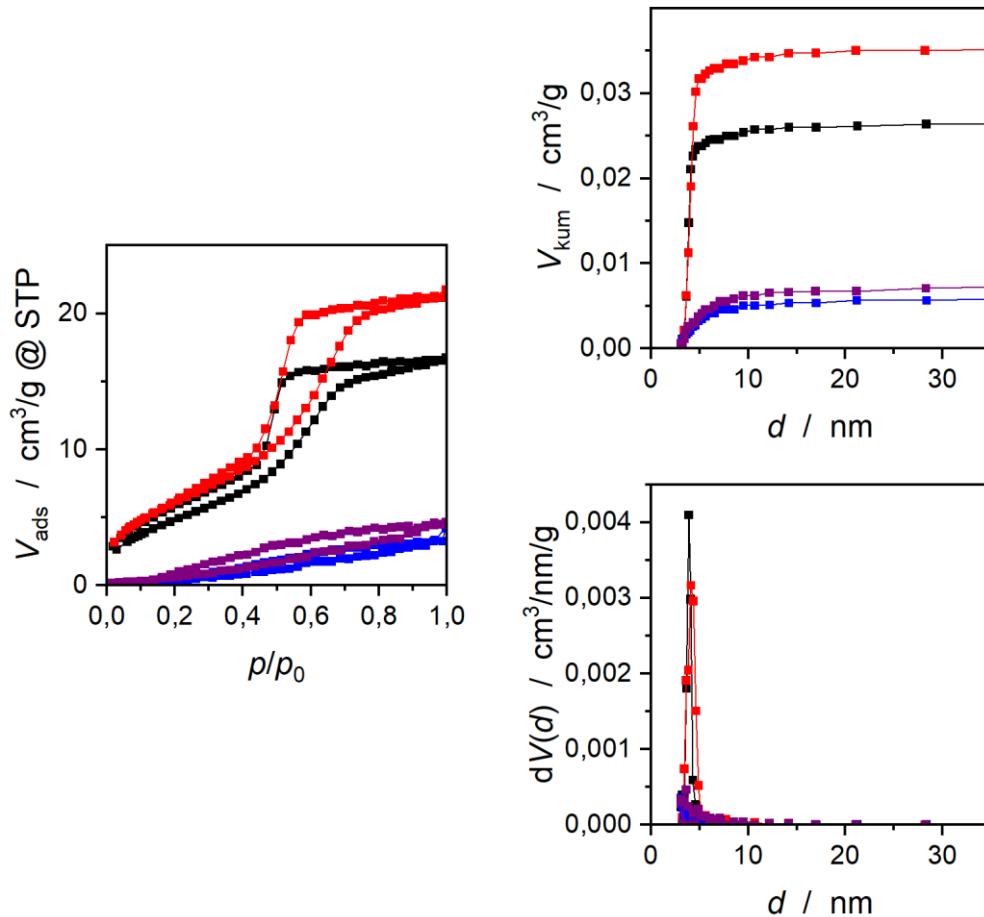 V_ads / cm³/g @ STP
20
10
0
0,0 0,2 0,4 0,6 0,8 1,0
p/p₀
V_kum / cm³/g
0,03
0,02
0,01
0,00
0 10 20 30
d / nm
dV(d) / cm³/nm/g
0,004
0,003
0,002
0,001
0,000
0 10 20 30
d / nm